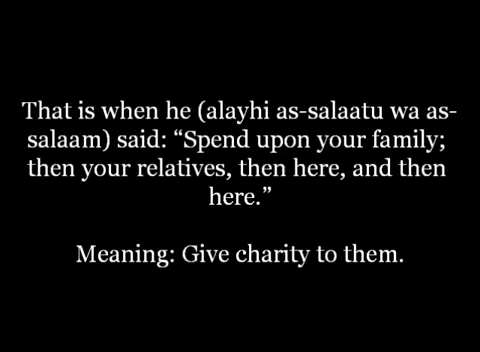 That is when he (alayhi as-salaatu wa as-
salaam) said: “Spend upon your family;
then your relatives, then here, and then
here.”
Meaning: Give charity to them.